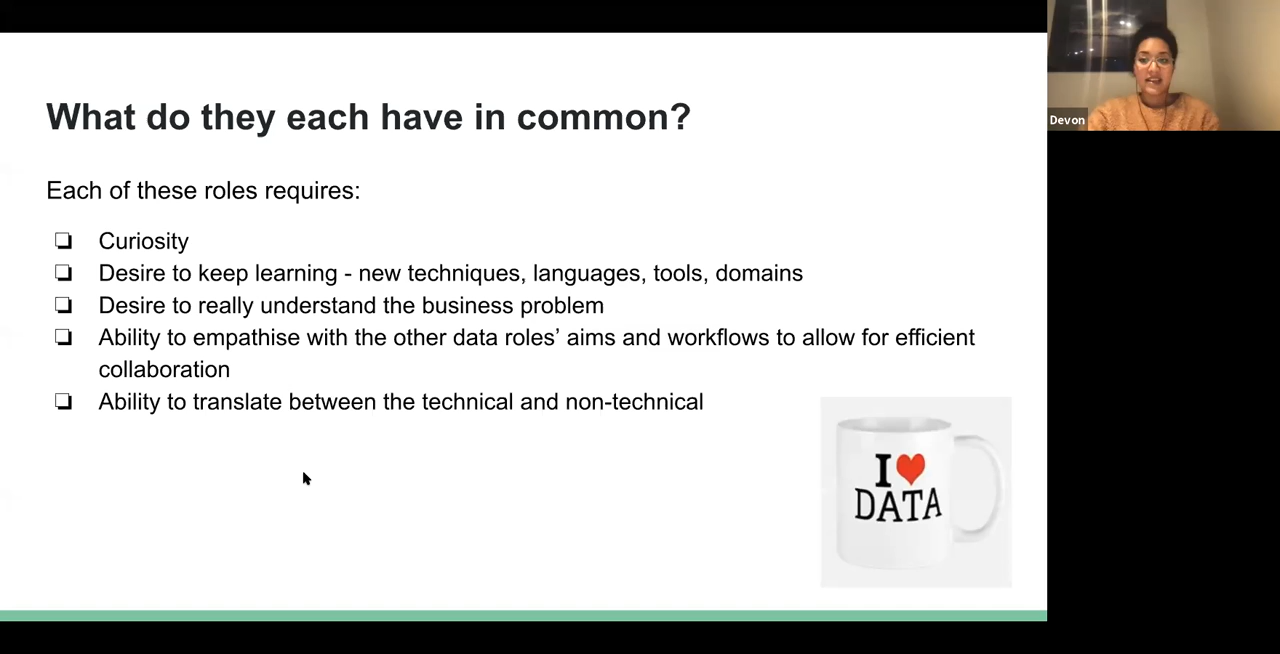 What do they each have in common?
Each of these roles requires:
❏ Curiosity
❏ Desire to keep learning - new techniques, languages, tools, domains
❏ Desire to really understand the business problem
❏ Ability to empathise with the other data roles’ aims and workflows to allow for efficient
collaboration
❏ Ability to translate between the technical and non-technical
I ❤
DATA
Devon